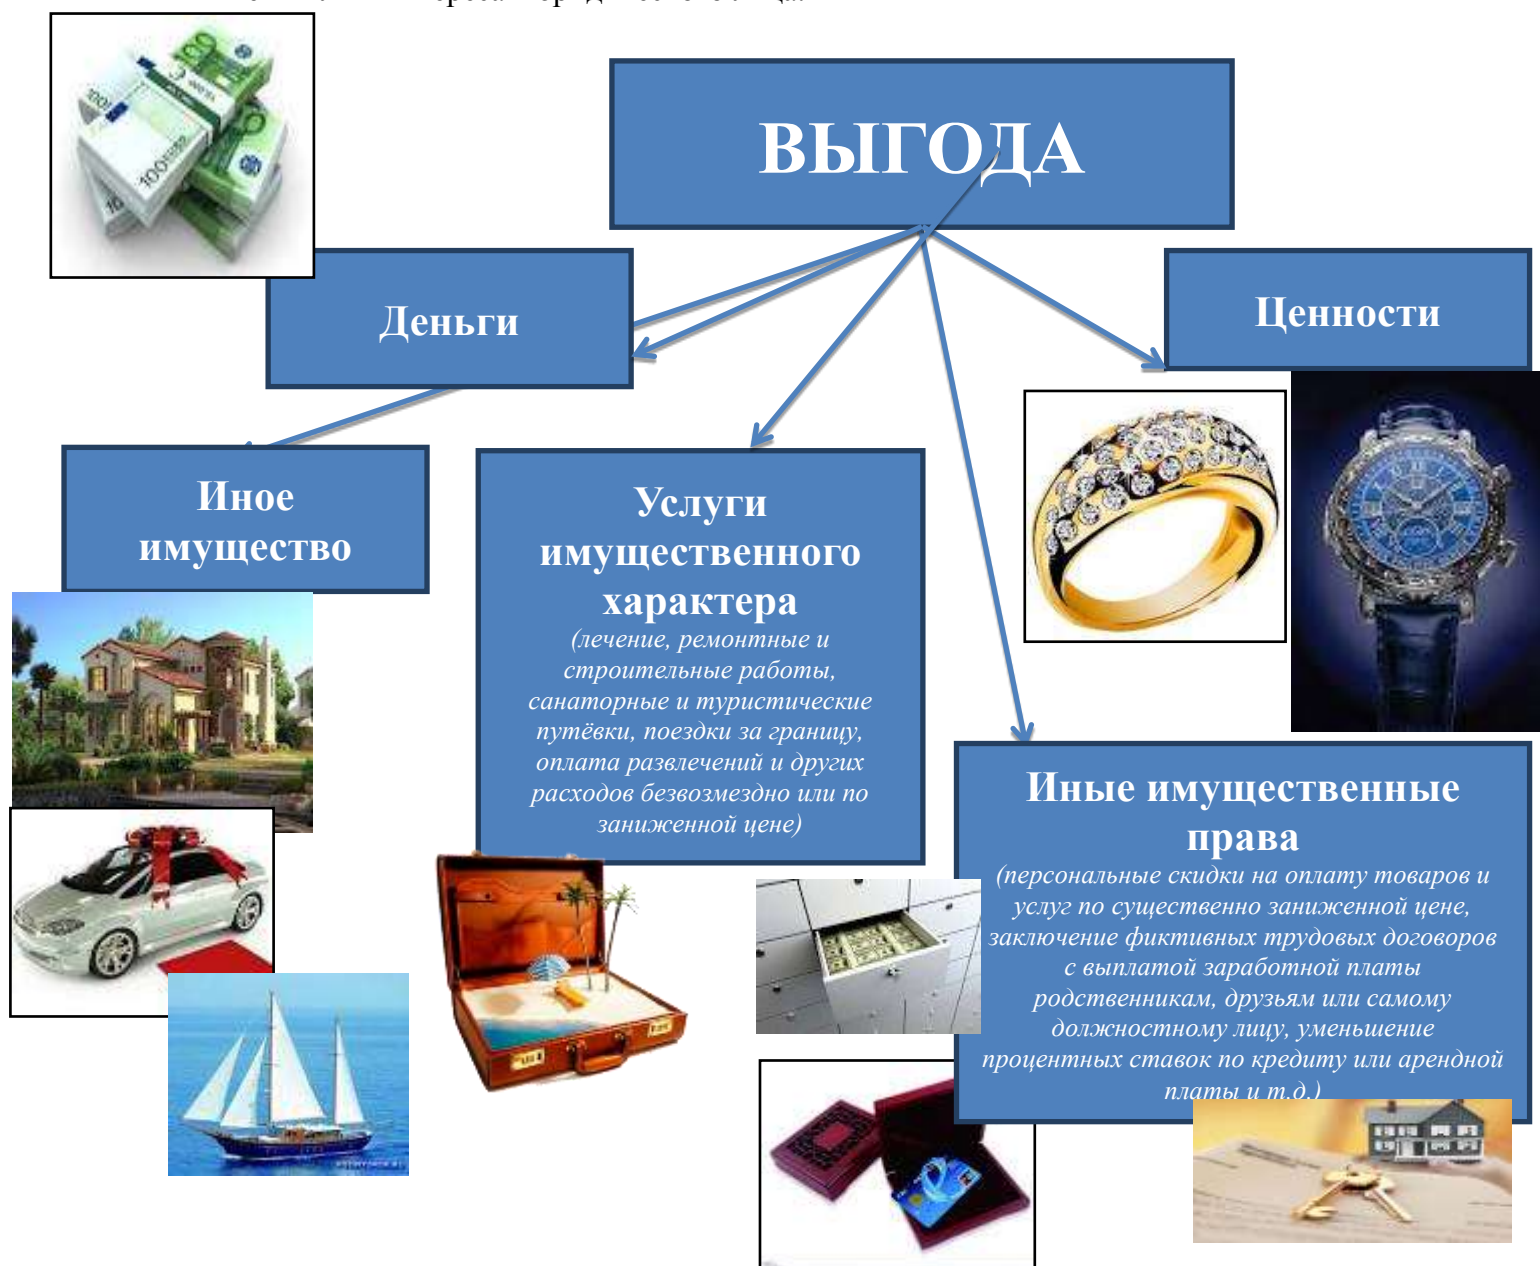 ВЫГОДА
Деньги
Ценности
Иное
имущество
Услуги
имущественного
характера
(лечение, ремонтные и
строительные работы,
санаторные и туристические
путёвки, поездки за границу,
оплата развлечений и других
расходов безвозмездно или по
заниженной цене)
Иные имущественные
права
(персональные скидки на оплату товаров и
услуг по существенно заниженной цене,
заключение фиктивных трудовых договоров
с выплатой заработной платы
родственникам, друзьям или самому
должностному лицу, уменьшение
процентных ставок по кредиту или арендной
платы и т.д.)
100
100